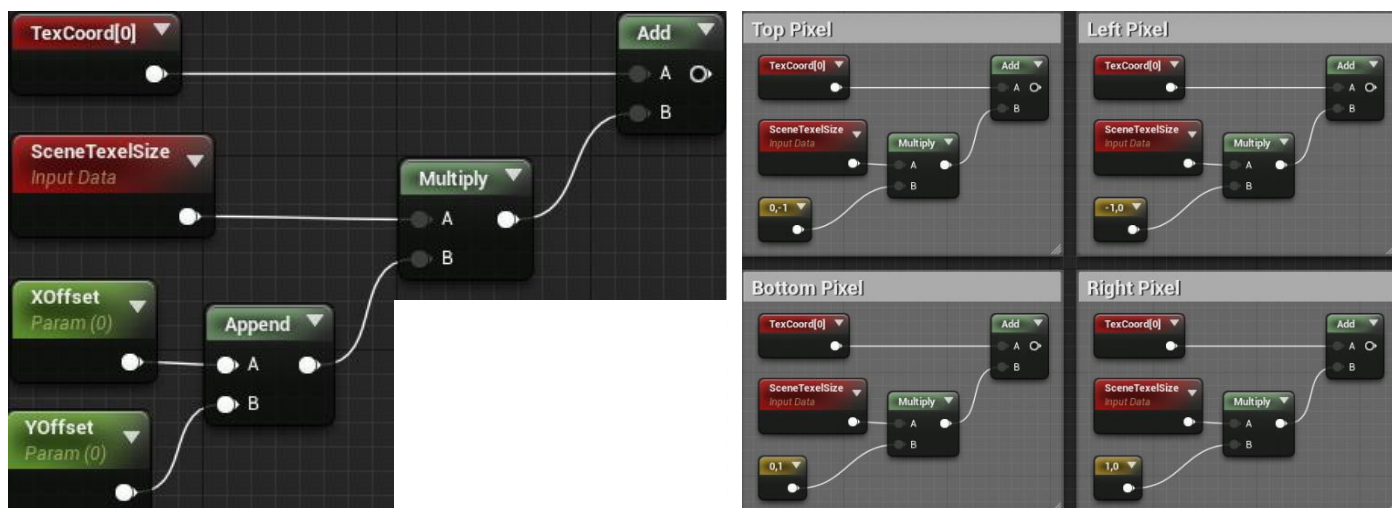 TexCoord[0]
Add
A
B
SceneTexelSize
Input Data
Multiply
A
B
XOffset
Param (0)
Append
A
B
YOffset
Param (0)
Top Pixel
TexCoord[0]
Add
A
B
SceneTexelSize
Input Data
Multiply
A
B
0,-1
Left Pixel
TexCoord[0]
Add
A
B
SceneTexelSize
Input Data
Multiply
A
B
-1,0
Bottom Pixel
TexCoord[0]
Add
A
B
SceneTexelSize
Input Data
Multiply
A
B
0,1
Right Pixel
TexCoord[0]
Add
A
B
SceneTexelSize
Input Data
Multiply
A
B
1,0